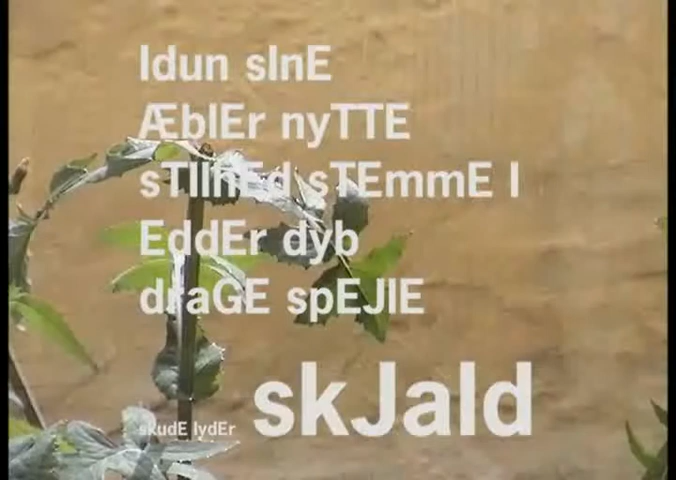 Idun sInE
ÆblEr nyTTE
sTIlhEd sTEmmE I
EddEr dyb
draGE spEJlE
skudE lydEr skJald